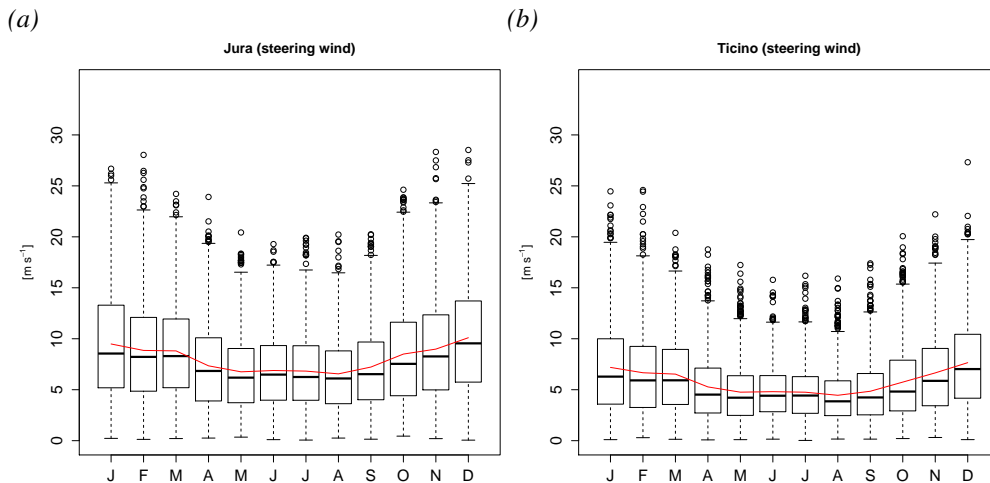 (a)
Jura (steering wind)
[m s⁻¹]
30
25
20
15
10
5
0
J F M A M J J A S O N D
(b)
Ticino (steering wind)
[m s⁻¹]
30
25
20
15
10
5
0
J F M A M J J A S O N D